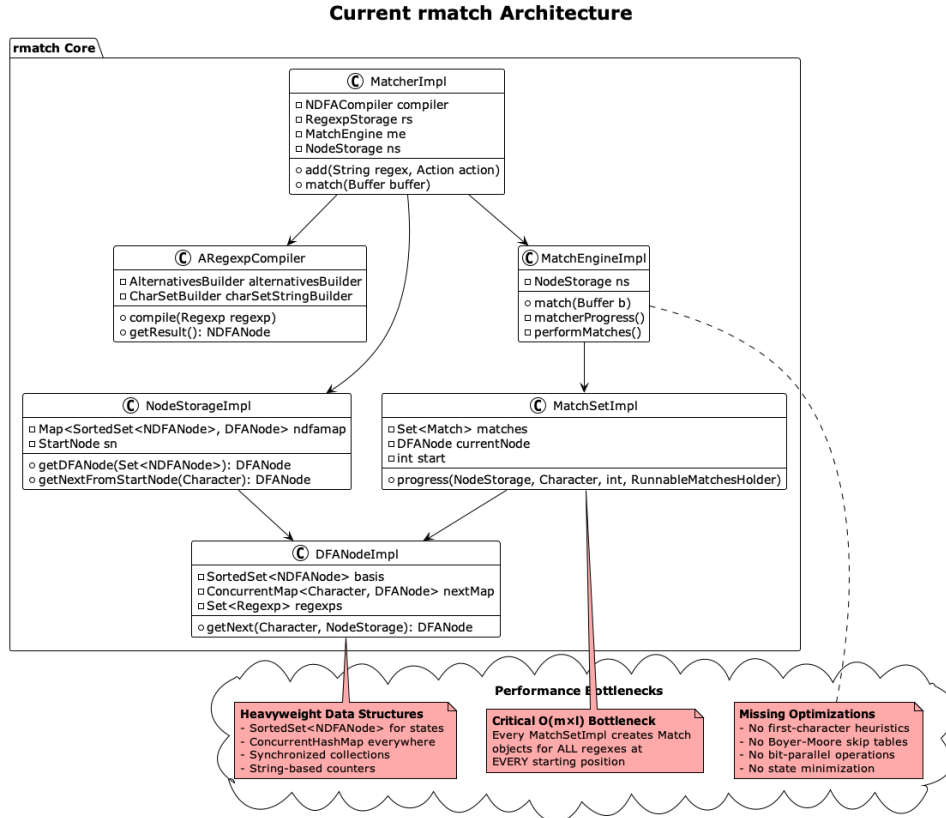 Current rmatch Architecture
rmatch Core
C MatcherImpl
NDFACompiler compiler
RegexpStorage rs
MatchEngine me
NodeStorage ns
add(String regex, Action action)
match(Buffer buffer)
C ARegexpCompiler
AlternativesBuilder alternativesBuilder
CharSetBuilder charSetStringBuilder
compile(Regexp regexp)
getResult(): NDFANode
C MatchEngineImpl
NodeStorage ns
match(Buffer b)
matcherProgress()
performMatches()
C NodeStorageImpl
Map<SortedSet<NDFANode>, DFANode> ndfamap
StartNode sn
getDFANode(Set<NDFANode>): DFANode
getNextFromStartNode(Character): DFANode
C MatchSetImpl
Set<Match> matches
DFANode currentNode
int start
progress(NodeStorage, Character, int, RunnableMatchesHolder)
C DFANodeImpl
SortedSet<NDFANode> basis
ConcurrentMap<Character, DFANode> nextMap
Set<Regexp> regexps
getNext(Character, NodeStorage): DFANode
Performance Bottlenecks
Heavyweight Data Structures
- SortedSet<NDFANode> for states
- ConcurrentHashMap everywhere
- Synchronized collections
- String-based counters
Critical O(m×l) Bottleneck
Every MatchSetImpl creates Match
objects for ALL regexes at
EVERY starting position
Missing Optimizations
- No first-character heuristics
- No Boyer-Moore skip tables
- No bit-parallel operations
- No state minimization